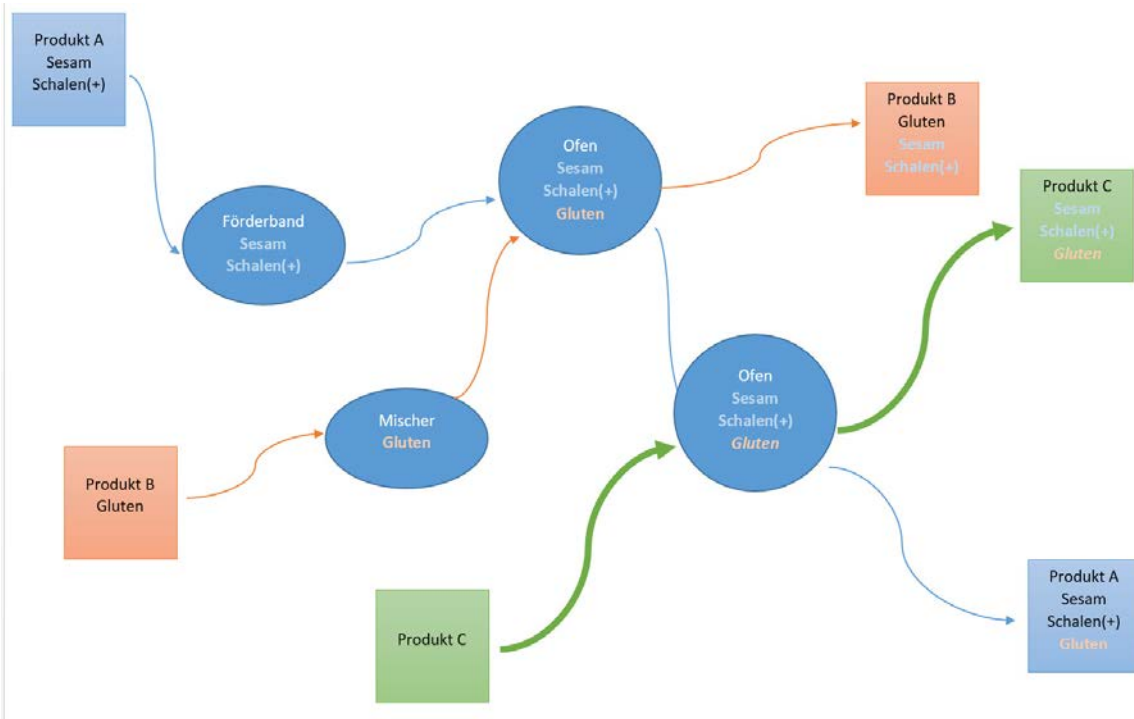 Produkt A
Sesam
Schalen(+)
Ofen
Sesam
Schalen(+)
Gluten
Produkt B
Gluten
Sesam
Schalen(+)
Produkt C
Sesam
Schalen(+)
Gluten
Förderband
Sesam
Schalen(+)
Ofen
Sesam
Schalen(+)
Gluten
Mischer
Gluten
Produkt B
Gluten
Produkt A
Sesam
Schalen(+)
Gluten
Produkt C